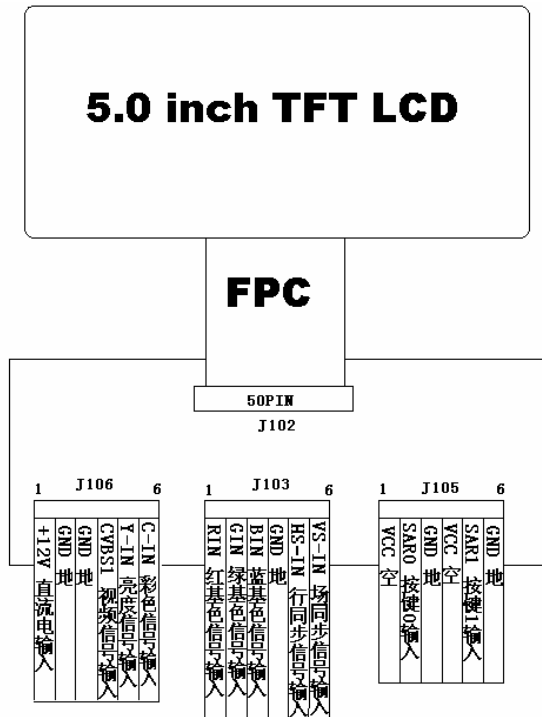 5.0 inch TFT LCD
FPC
50PIN
J102
1 J106 6
+12V 直流电输入
GND 地
GND 地
CVBS1 视频信号输入
Y-IN 亮度信号输入
C-IN 彩色信号输入
1 J103 6
RIN 红基色信号输入
GIN 绿基色信号输入
BIN 蓝基色信号输入
GND 地
HS-IN 行同步信号输入
VS-IN 场同步信号输入
1 J105 6
VCC 空
SAR0 按键0输入
GND 地
VCC 空
SAR1 按键1输入
GND 地